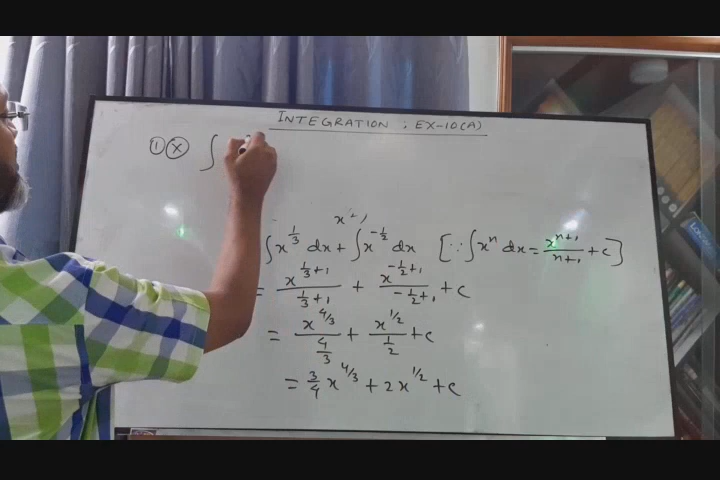 INTEGRATION : EX-10(A)
① ⓧ ∫
x+1
∫x^{1/3} dx + ∫x^{-1/2} dx [∵ ∫x^n dx = x^{n+1}/n+1 + c]
= x^{1/3+1}/(1/3+1) + x^{-1/2+1}/(-1/2+1) + c
= x^{4/3}/(4/3) + x^{1/2}/(1/2) + c
= 3/4 x^{4/3} + 2x^{1/2} + c